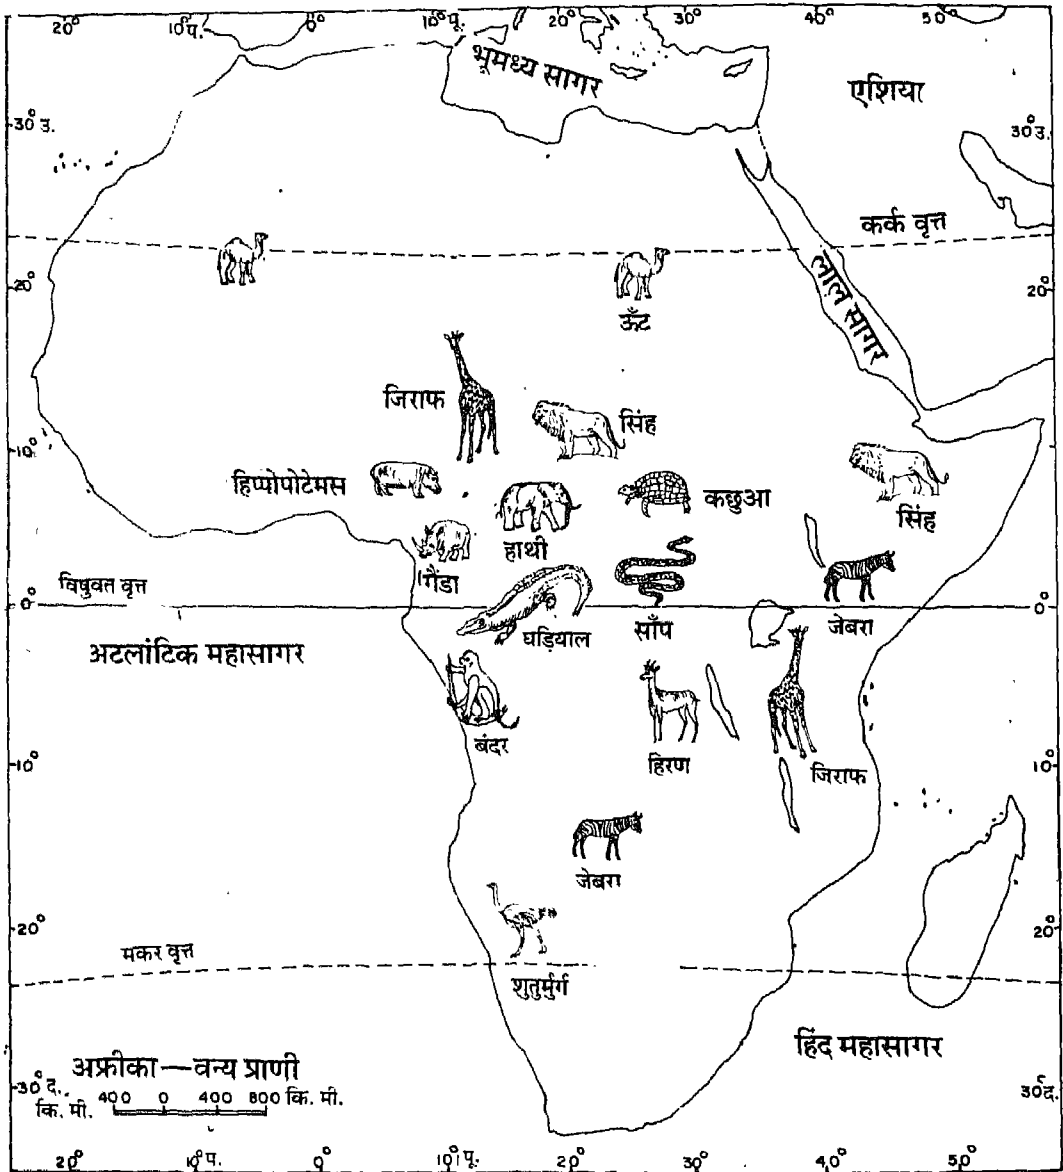 20° 10°प. 0° 10°पू. 20° 30° 40° 50°
भूमध्य सागर
एशिया
30°उ. 30°उ.
कर्क वृत्त
लाल सागर
20° 20°
ऊँट
जिराफ
सिंह
10° 10°
हिप्पोपोटेमस
कछुआ
सिंह
हाथी
गैंडा
विषुवत वृत्त
0° 0°
घड़ियाल
साँप
जेबरा
अटलांटिक महासागर
बंदर
हिरण
जिराफ
10° 10°
जेबरा
20° 20°
मकर वृत्त
शुतुर्मुर्ग
हिंद महासागर
अफ्रीका—वन्य प्राणी
30°द. 30°द.
कि. मी. 400 0 400 800 कि. मी.
20° 10°प. 0° 10°पू. 20° 30° 40° 50°